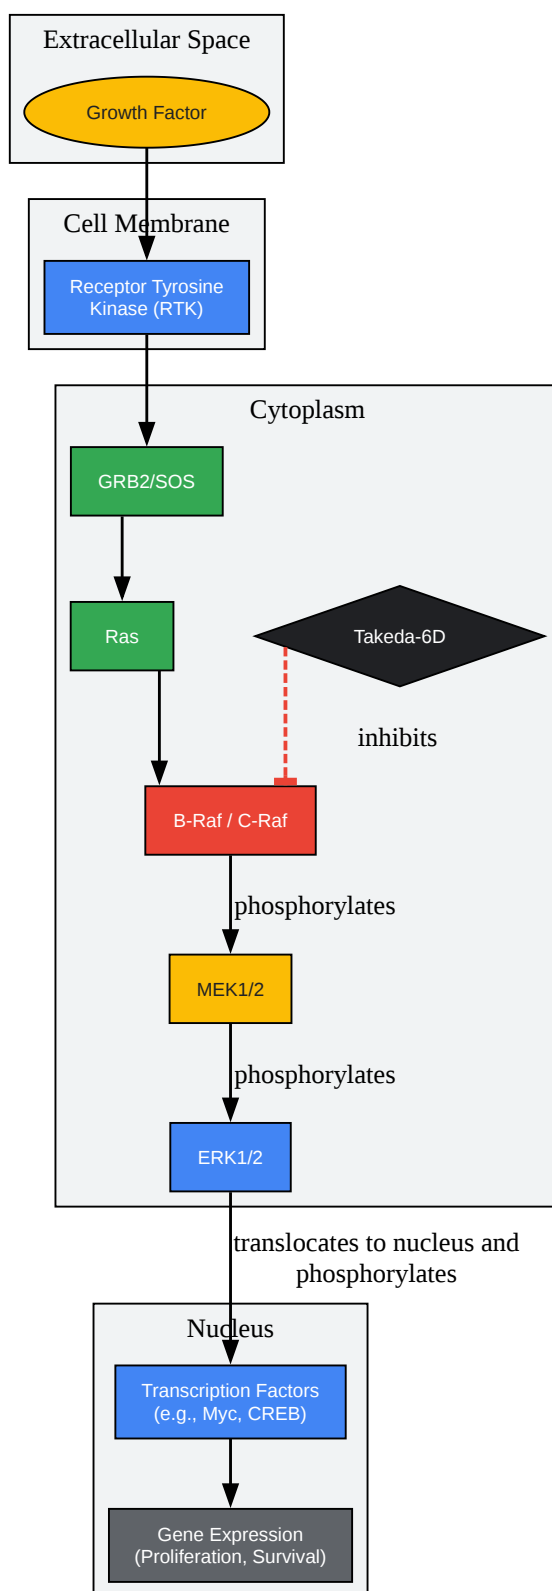 Extracellular Space
Growth Factor
Cell Membrane
Receptor Tyrosine
Kinase (RTK)
Cytoplasm
GRB2/SOS
Ras
Takeda-6D
inhibits
B-Raf / C-Raf
phosphorylates
MEK1/2
phosphorylates
ERK1/2
translocates to nucleus and
phosphorylates
Nucleus
Transcription Factors
(e.g., Myc, CREB)
Gene Expression
(Proliferation, Survival)